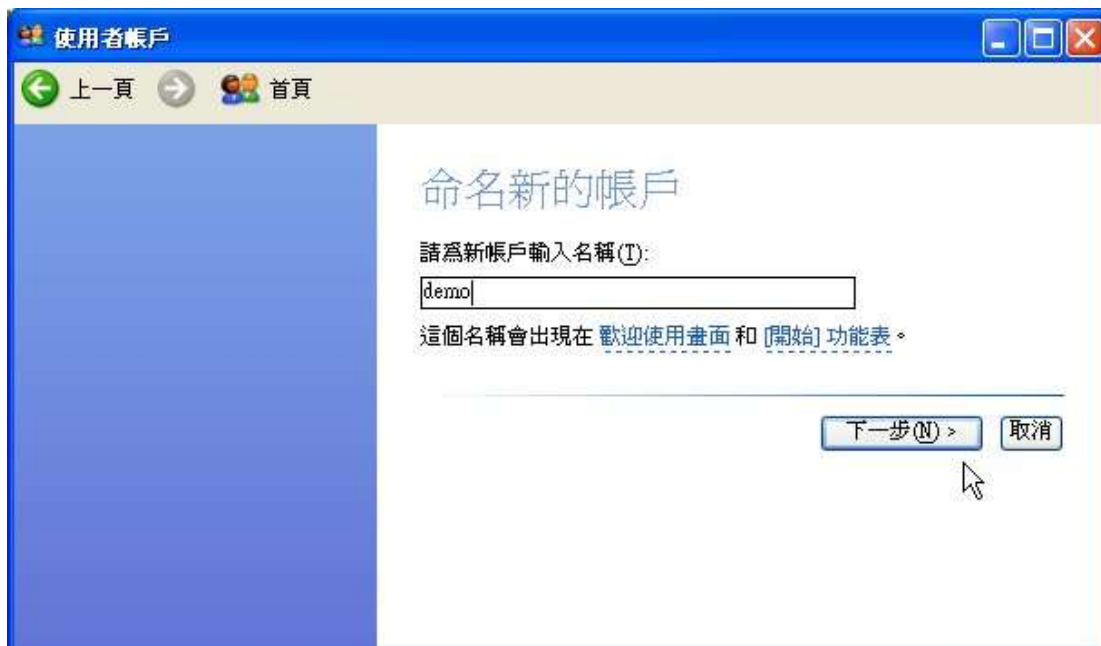 使用者帳戶
上一頁 首頁
命名新的帳戶
請為新帳戶輸入名稱(T):
demo
這個名稱會出現在 歡迎使用畫面 和 [開始] 功能表。
下一步(N) > 取消